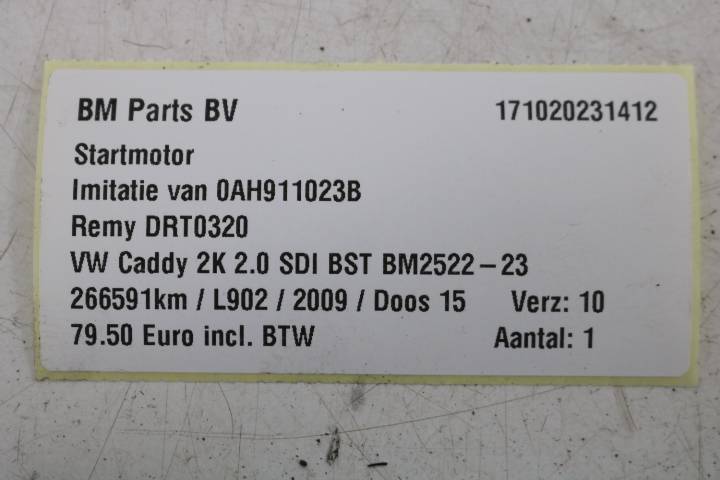 BM Parts BV 171020231412
Startmotor
Imitatie van 0AH911023B
Remy DRT0320
VW Caddy 2K 2.0 SDI BST BM2522-23
266591km / L902 / 2009 / Doos 15 Verz: 10
79.50 Euro incl. BTW Aantal: 1